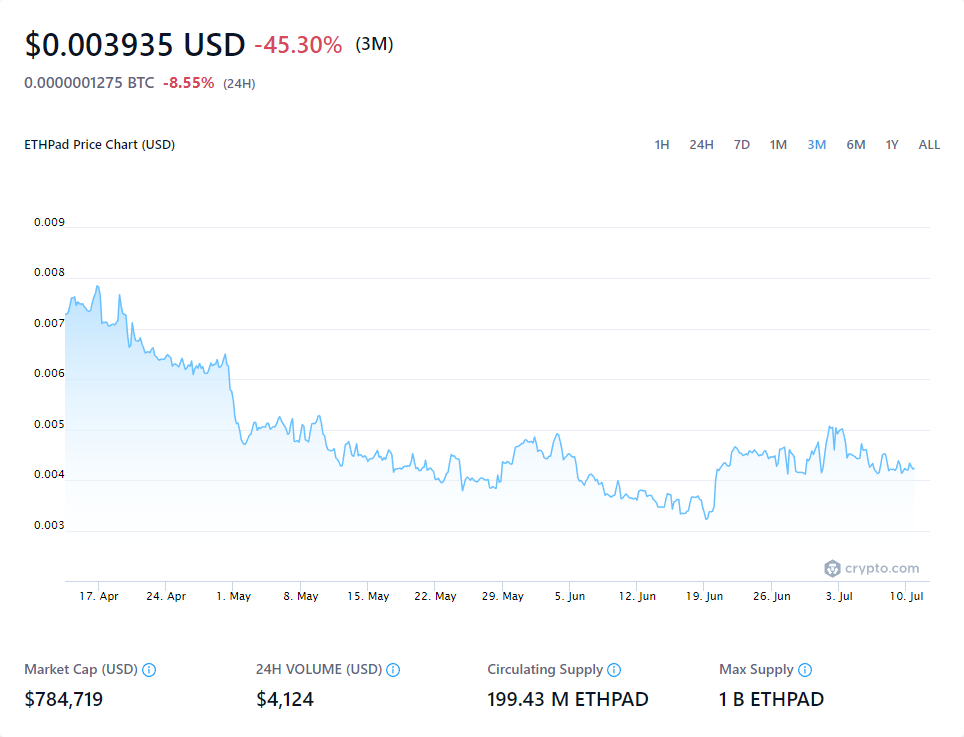 $0.003935 USD -45.30% (3M)
0.0000001275 BTC -8.55% (24H)
ETHPad Price Chart (USD) 1H 24H 7D 1M 3M 6M 1Y ALL
0.009
0.008
0.007
0.006
0.005
0.004
0.003
crypto.com
17. Apr 24. Apr 1. May 8. May 15. May 22. May 29. May 5. Jun 12. Jun 19. Jun 26. Jun 3. Jul 10. Jul
Market Cap (USD) 24H VOLUME (USD) Circulating Supply Max Supply
$784,719 $4,124 199.43 M ETHPAD 1 B ETHPAD